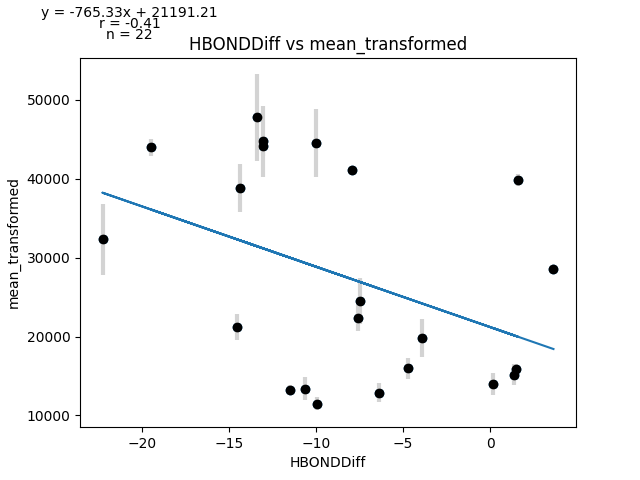 y = -765.33x + 21191.21
r = -0.41
n = 22
HBONDDiff vs mean_transformed
50000
40000
30000
20000
10000
mean_transformed
−20
−15
−10
−5
0
HBONDDiff